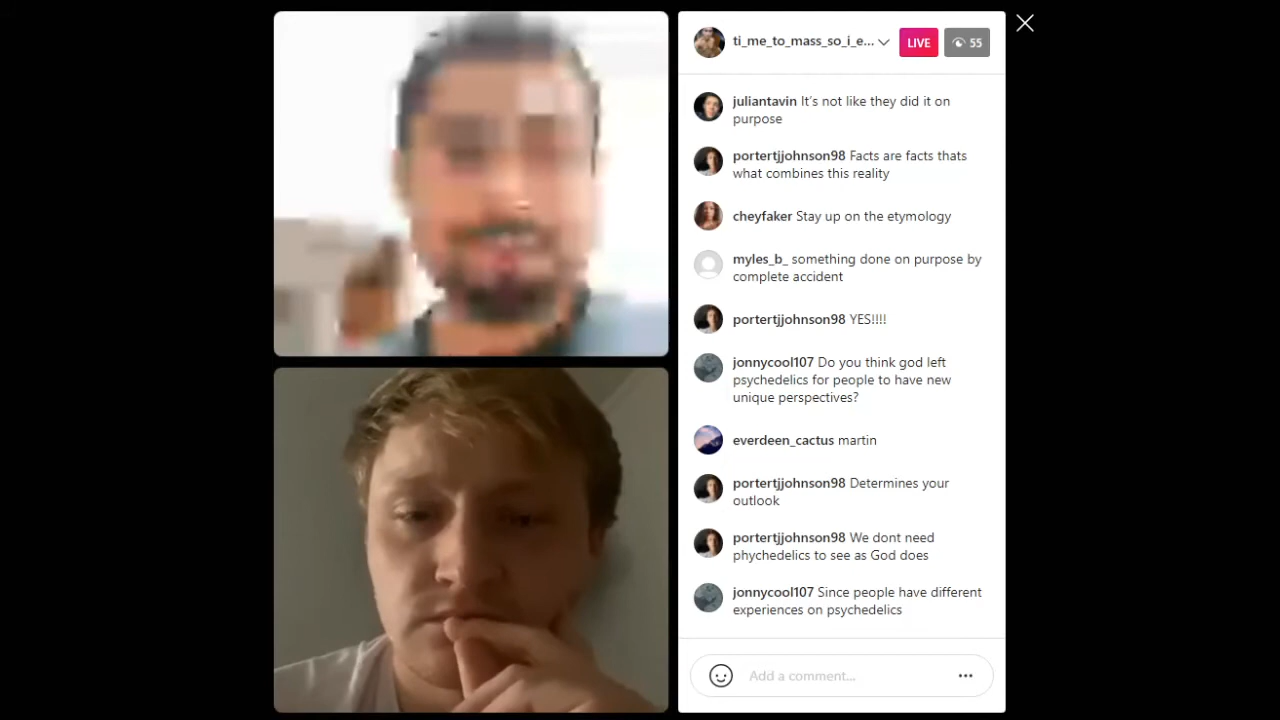 ti_me_to_mass_so_i_e...
LIVE
55
juliantavin It's not like they did it on
purpose
portertjjohnson98 Facts are facts thats
what combines this reality
cheyfaker Stay up on the etymology
myles_b_ something done on purpose by
complete accident
portertjjohnson98 YES!!!!
jonnycool107 Do you think god left
psychedelics for people to have new
unique perspectives?
everdeen_cactus martin
portertjjohnson98 Determines your
outlook
portertjjohnson98 We dont need
phychedelics to see as God does
jonnycool107 Since people have different
experiences on psychedelics
Add a comment...